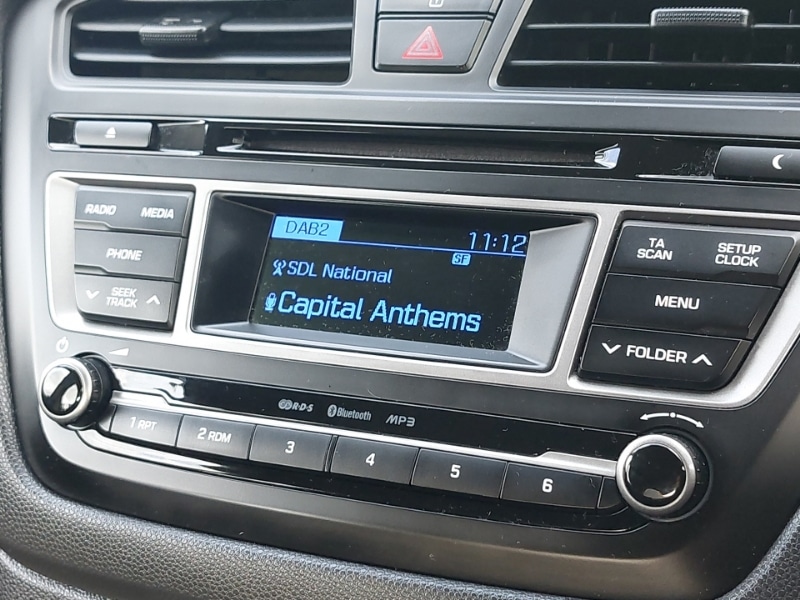 RADIO MEDIA
PHONE
SEEK
TRACK
DAB2 11:12
SF
SDL National
Capital Anthems
TA
SCAN
SETUP
CLOCK
MENU
FOLDER
R·D·S Bluetooth MP3
1 RPT 2 RDM 3 4 5 6